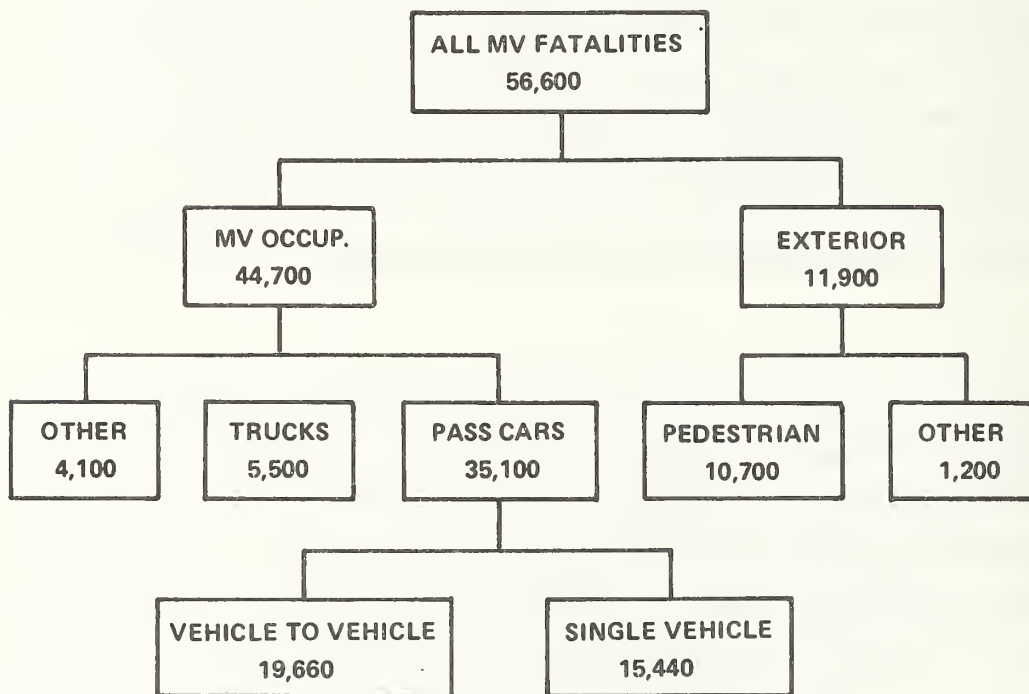 ALL MV FATALITIES
56,600
MV OCCUP.
44,700
EXTERIOR
11,900
OTHER
4,100
TRUCKS
5,500
PASS CARS
35,100
PEDESTRIAN
10,700
OTHER
1,200
VEHICLE TO VEHICLE
19,660
SINGLE VEHICLE
15,440